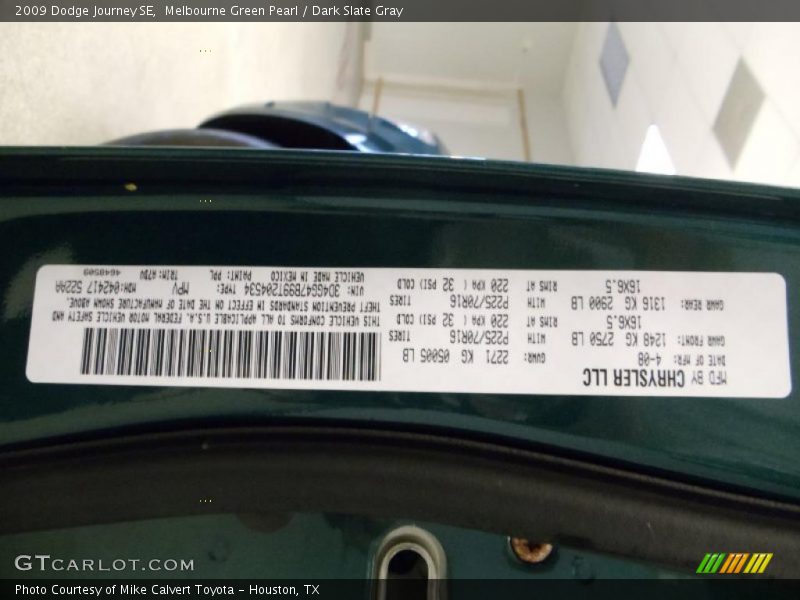 2009 Dodge Journey SE, Melbourne Green Pearl / Dark Slate Gray
MFD BY CHRYSLER LLC
DATE OF MFR: 4-08 GVWR: 2271 KG 05005 LB
GAWR FRONT: 1248 KG 2750 LB WITH P225/70R16 TIRES
16X6.5 RIMS AT 220 KPA ( 32 PSI) COLD
GAWR REAR: 1316 KG 2900 LB WITH P225/70R16 TIRES
16X6.5 RIMS AT 220 KPA ( 32 PSI) COLD
THIS VEHICLE CONFORMS TO ALL APPLICABLE U.S.A. FEDERAL MOTOR VEHICLE SAFETY AND
THEFT PREVENTION STANDARDS IN EFFECT ON THE DATE OF MANUFACTURE SHOWN ABOVE.
VIN: 3D4GG47B99T204534 TYPE: MPV MDH:042417 522AA
VEHICLE MADE IN MEXICO PAINT: PPL TRIM:A7DV 4648509
GTCARLOT.COM
Photo Courtesy of Mike Calvert Toyota - Houston, TX